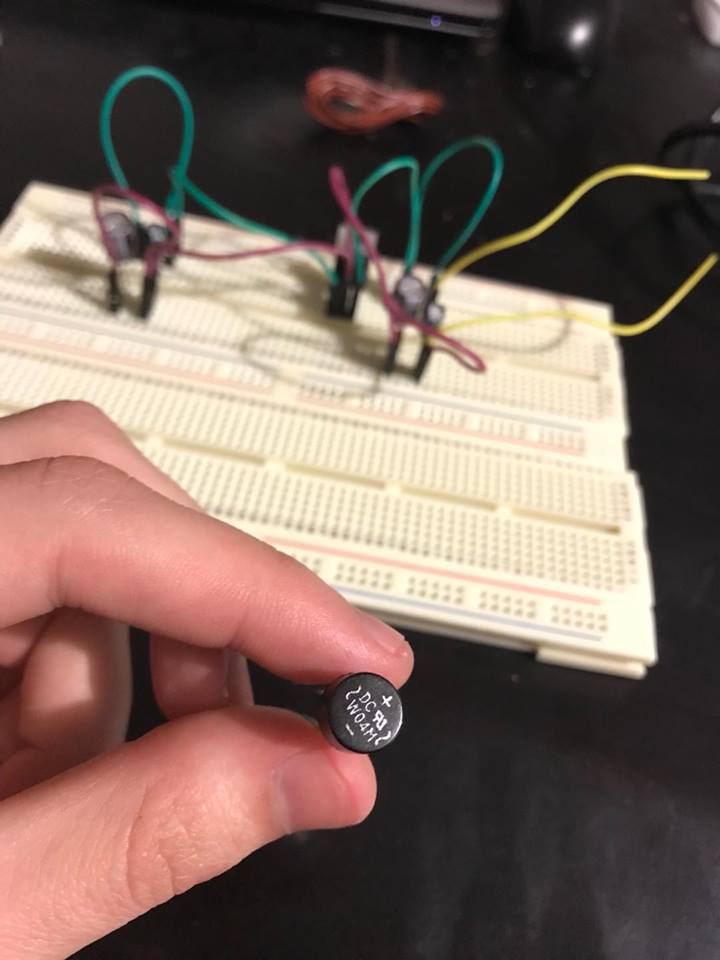 +
~ DC ~
W04M
-